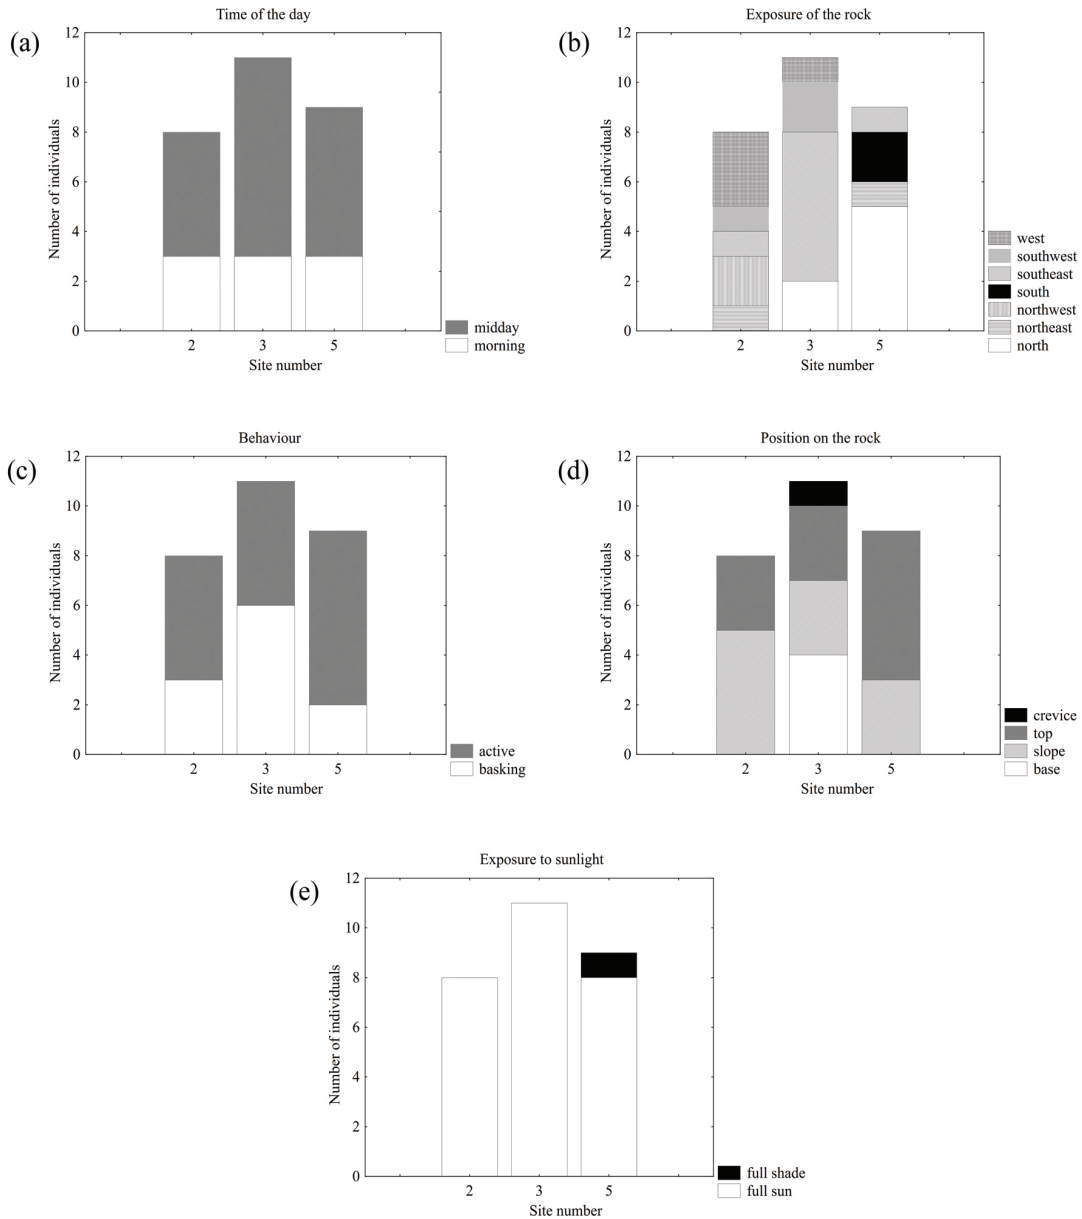 Time of the day
(a)
12
10
8
6
4
2
0
Number of individuals
2 3 5
Site number
midday
morning
Exposure of the rock
(b)
12
10
8
6
4
2
0
Number of individuals
2 3 5
Site number
west
southwest
southeast
south
northwest
northeast
north
Behaviour
(c)
12
10
8
6
4
2
0
Number of individuals
2 3 5
Site number
active
basking
Position on the rock
(d)
12
10
8
6
4
2
0
Number of individuals
2 3 5
Site number
crevice
top
slope
base
Exposure to sunlight
(e)
12
10
8
6
4
2
0
Number of individuals
2 3 5
Site number
full shade
full sun